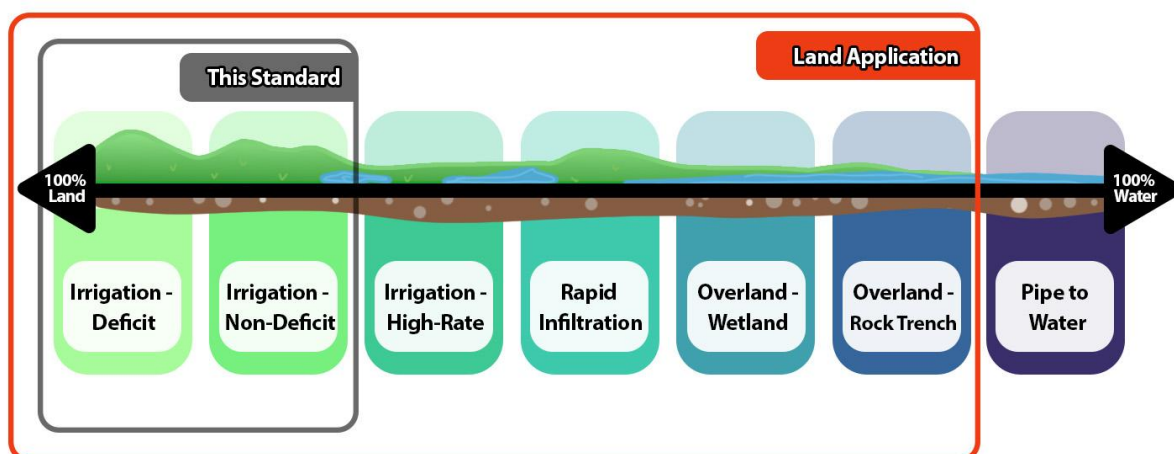 Land Application
This Standard
100%
Land
100%
Water
Irrigation -
Deficit
Irrigation -
Non-Deficit
Irrigation -
High-Rate
Rapid
Infiltration
Overland -
Wetland
Overland -
Rock Trench
Pipe to
Water